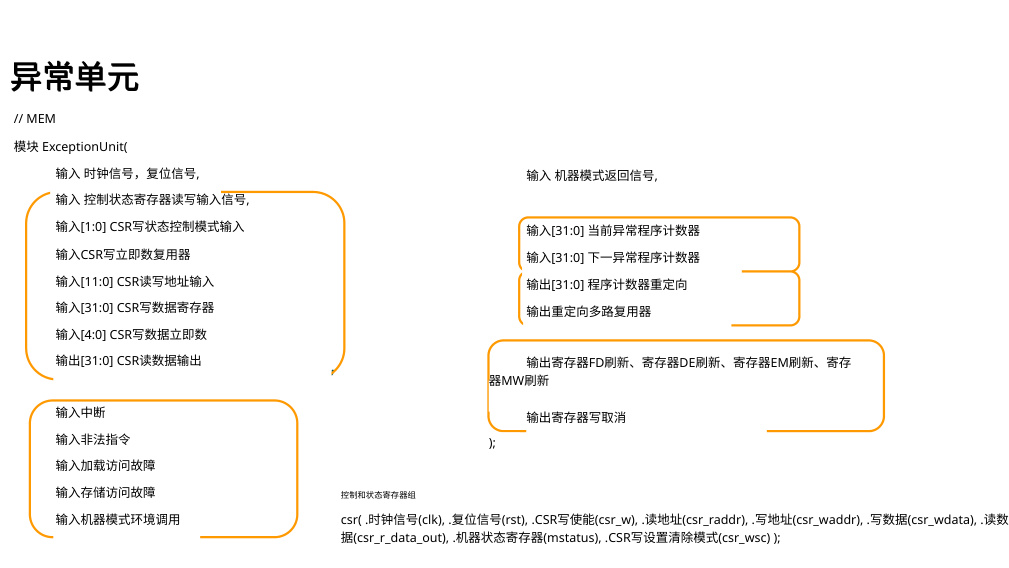 异常单元
// MEM
模块 ExceptionUnit(
输入 时钟信号，复位信号,
输入 控制状态寄存器读写输入信号,
输入[1:0] CSR写状态控制模式输入
输入CSR写立即数复用器
输入[11:0] CSR读写地址输入
输入[31:0] CSR写数据寄存器
输入[4:0] CSR写数据立即数
输出[31:0] CSR读数据输出
输入中断
输入非法指令
输入加载访问故障
输入存储访问故障
输入机器模式环境调用
输入 机器模式返回信号,
输入[31:0] 当前异常程序计数器
输入[31:0] 下一异常程序计数器
输出[31:0] 程序计数器重定向
输出重定向多路复用器
输出寄存器FD刷新、寄存器DE刷新、寄存器EM刷新、寄存
器MW刷新
输出寄存器写取消
);
控制和状态寄存器组
csr( .时钟信号(clk), .复位信号(rst), .CSR写使能(csr_w), .读地址(csr_raddr), .写地址(csr_waddr), .写数据(csr_wdata), .读数
据(csr_r_data_out), .机器状态寄存器(mstatus), .CSR写设置清除模式(csr_wsc) );